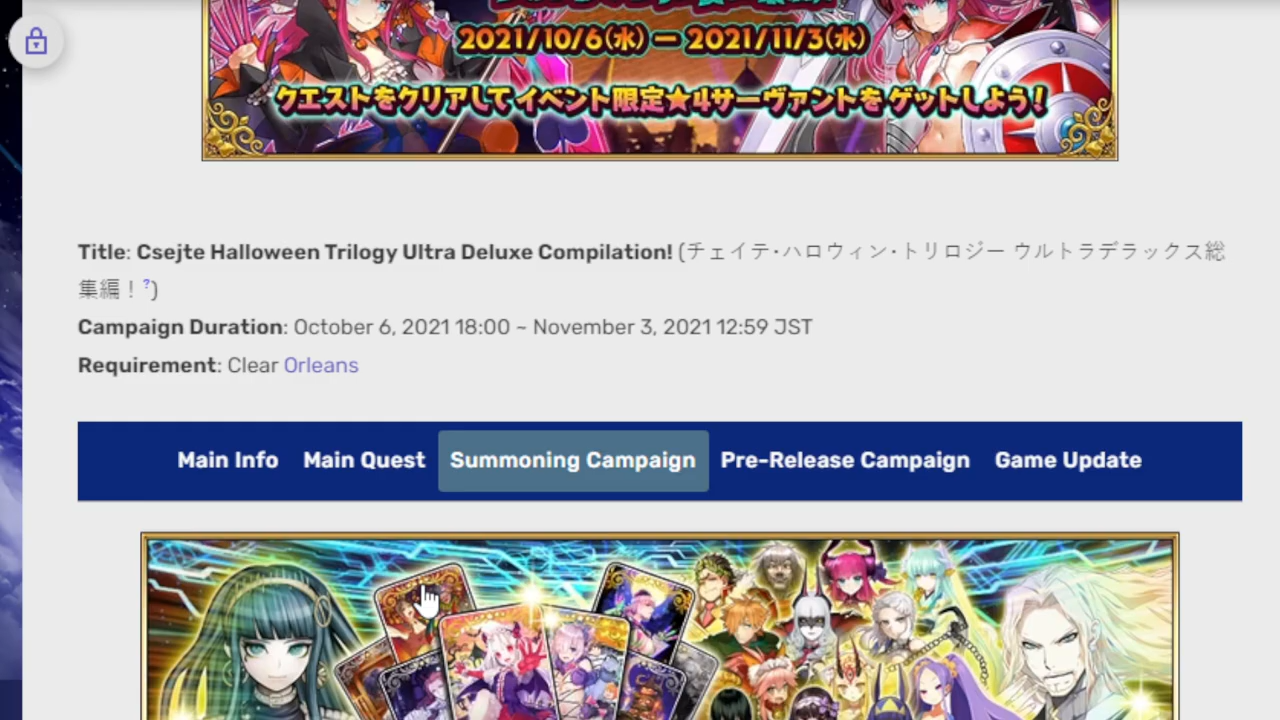 2021/10/6(水) ー 2021/11/3(水)
クエストをクリアしてイベント限定★4サーヴァントをゲットしよう!
Title: Csejte Halloween Trilogy Ultra Deluxe Compilation! (チェイテ·ハロウィン·トリロジー ウルトラデラックス総
集編！?)
Campaign Duration: October 6, 2021 18:00 ~ November 3, 2021 12:59 JST
Requirement: Clear Orleans
Main Info Main Quest Summoning Campaign Pre-Release Campaign Game Update